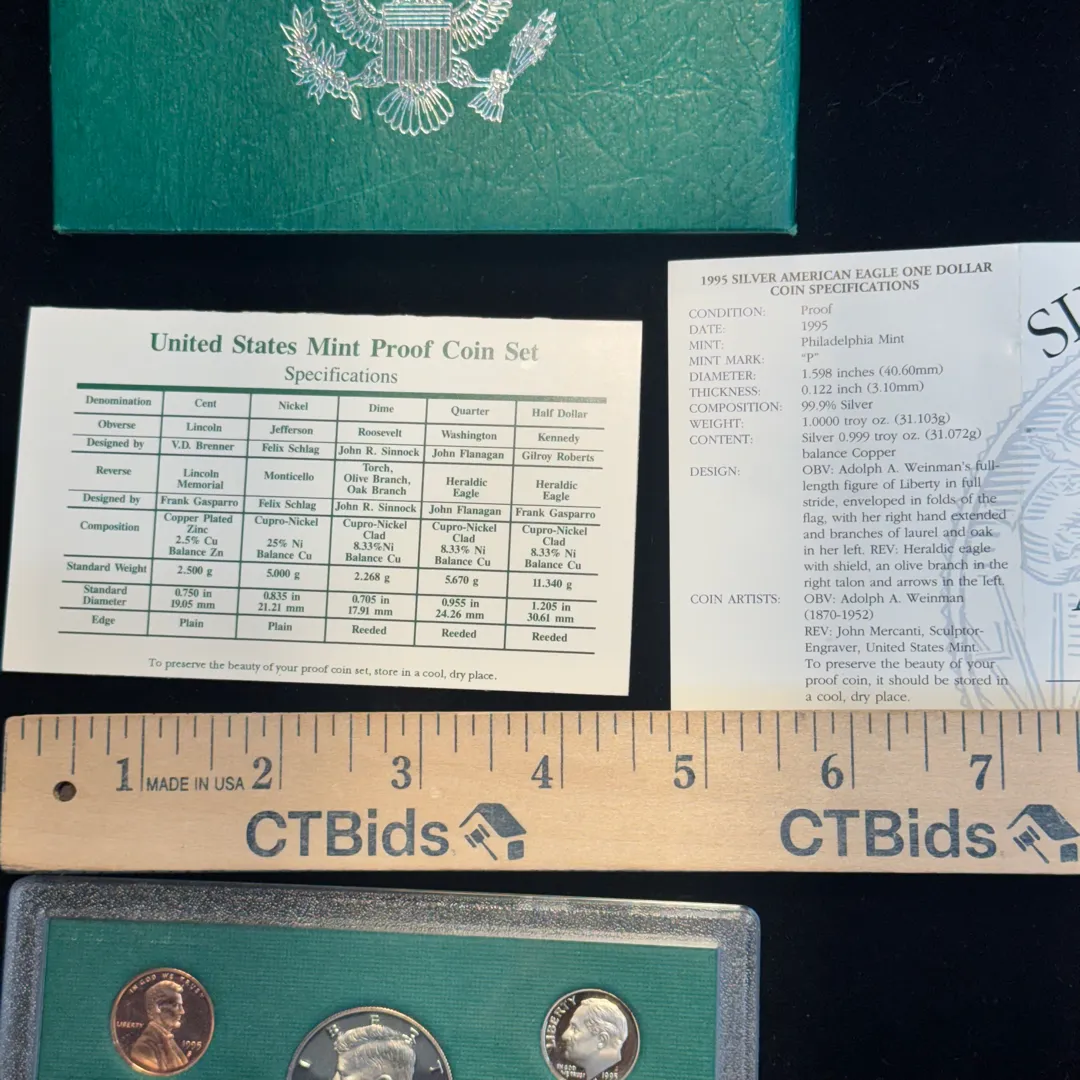 United States Mint Proof Coin Set
Specifications
Denomination Cent Nickel Dime Quarter Half Dollar
Obverse Lincoln Jefferson Roosevelt Washington Kennedy
Designed by V.D. Brenner Felix Schlag John R. Sinnock John Flanagan Gilroy Roberts
Reverse Lincoln Memorial Monticello Torch, Olive Branch, Oak Branch Heraldic Eagle Heraldic Eagle
Designed by Frank Gasparro Felix Schlag John R. Sinnock John Flanagan Frank Gasparro
Composition Copper Plated Zinc 2.5% Cu Balance Zn Cupro-Nickel 25% Ni Balance Cu Cupro-Nickel Clad 8.33%Ni Balance Cu Cupro-Nickel Clad 8.33% Ni Balance Cu Cupro-Nickel Clad 8.33% Ni Balance Cu
Standard Weight 2.500 g 5.000 g 2.268 g 5.670 g 11.340 g
Standard Diameter 0.750 in 19.05 mm 0.835 in 21.21 mm 0.705 in 17.91 mm 0.955 in 24.26 mm 1.205 in 30.61 mm
Edge Plain Plain Reeded Reeded Reeded
To preserve the beauty of your proof coin set, store in a cool, dry place.
1995 SILVER AMERICAN EAGLE ONE DOLLAR
COIN SPECIFICATIONS
CONDITION: Proof
DATE: 1995
MINT: Philadelphia Mint
MINT MARK: "P"
DIAMETER: 1.598 inches (40.60mm)
THICKNESS: 0.122 inch (3.10mm)
COMPOSITION: 99.9% Silver
WEIGHT: 1.0000 troy oz. (31.103g)
CONTENT: Silver 0.999 troy oz. (31.072g)
balance Copper
DESIGN: OBV: Adolph A. Weinman's full-
length figure of Liberty in full
stride, enveloped in folds of the
flag, with her right hand extended
and branches of laurel and oak
in her left. REV: Heraldic eagle
with shield, an olive branch in the
right talon and arrows in the left.
COIN ARTISTS: OBV: Adolph A. Weinman
(1870-1952)
REV: John Mercanti, Sculptor-
Engraver, United States Mint.
To preserve the beauty of your
proof coin, it should be stored in
a cool, dry place.
1 MADE IN USA 2 3 4 5 6 7
CTBids CTBids
IN GOD WE TRUST
LIBERTY
1995
LIBERTY
IN GOD
WE TRUST
1995